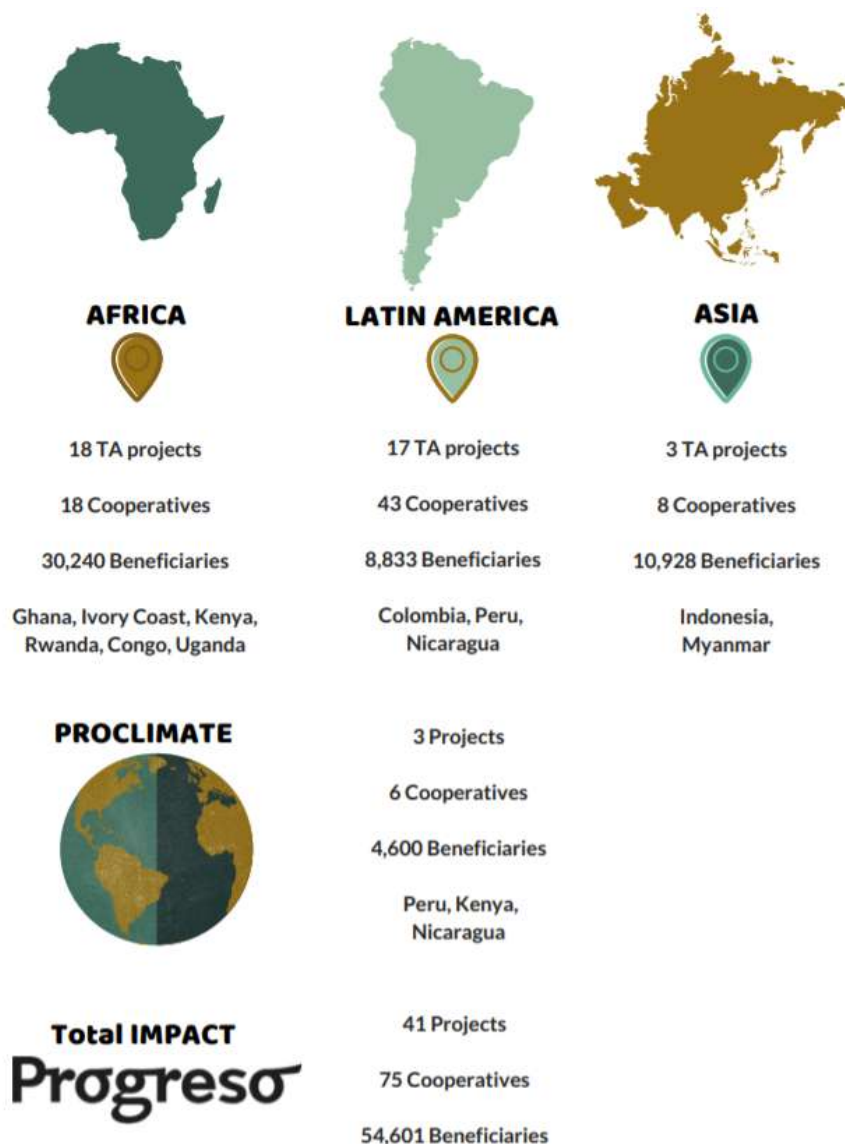 AFRICA
18 TA projects
18 Cooperatives
30,240 Beneficiaries
Ghana, Ivory Coast, Kenya,
Rwanda, Congo, Uganda
LATIN AMERICA
17 TA projects
43 Cooperatives
8,833 Beneficiaries
Colombia, Peru,
Nicaragua
ASIA
3 TA projects
8 Cooperatives
10,928 Beneficiaries
Indonesia,
Myanmar
PROCLIMATE
3 Projects
6 Cooperatives
4,600 Beneficiaries
Peru, Kenya,
Nicaragua
Total IMPACT
Progreso
41 Projects
75 Cooperatives
54,601 Beneficiaries